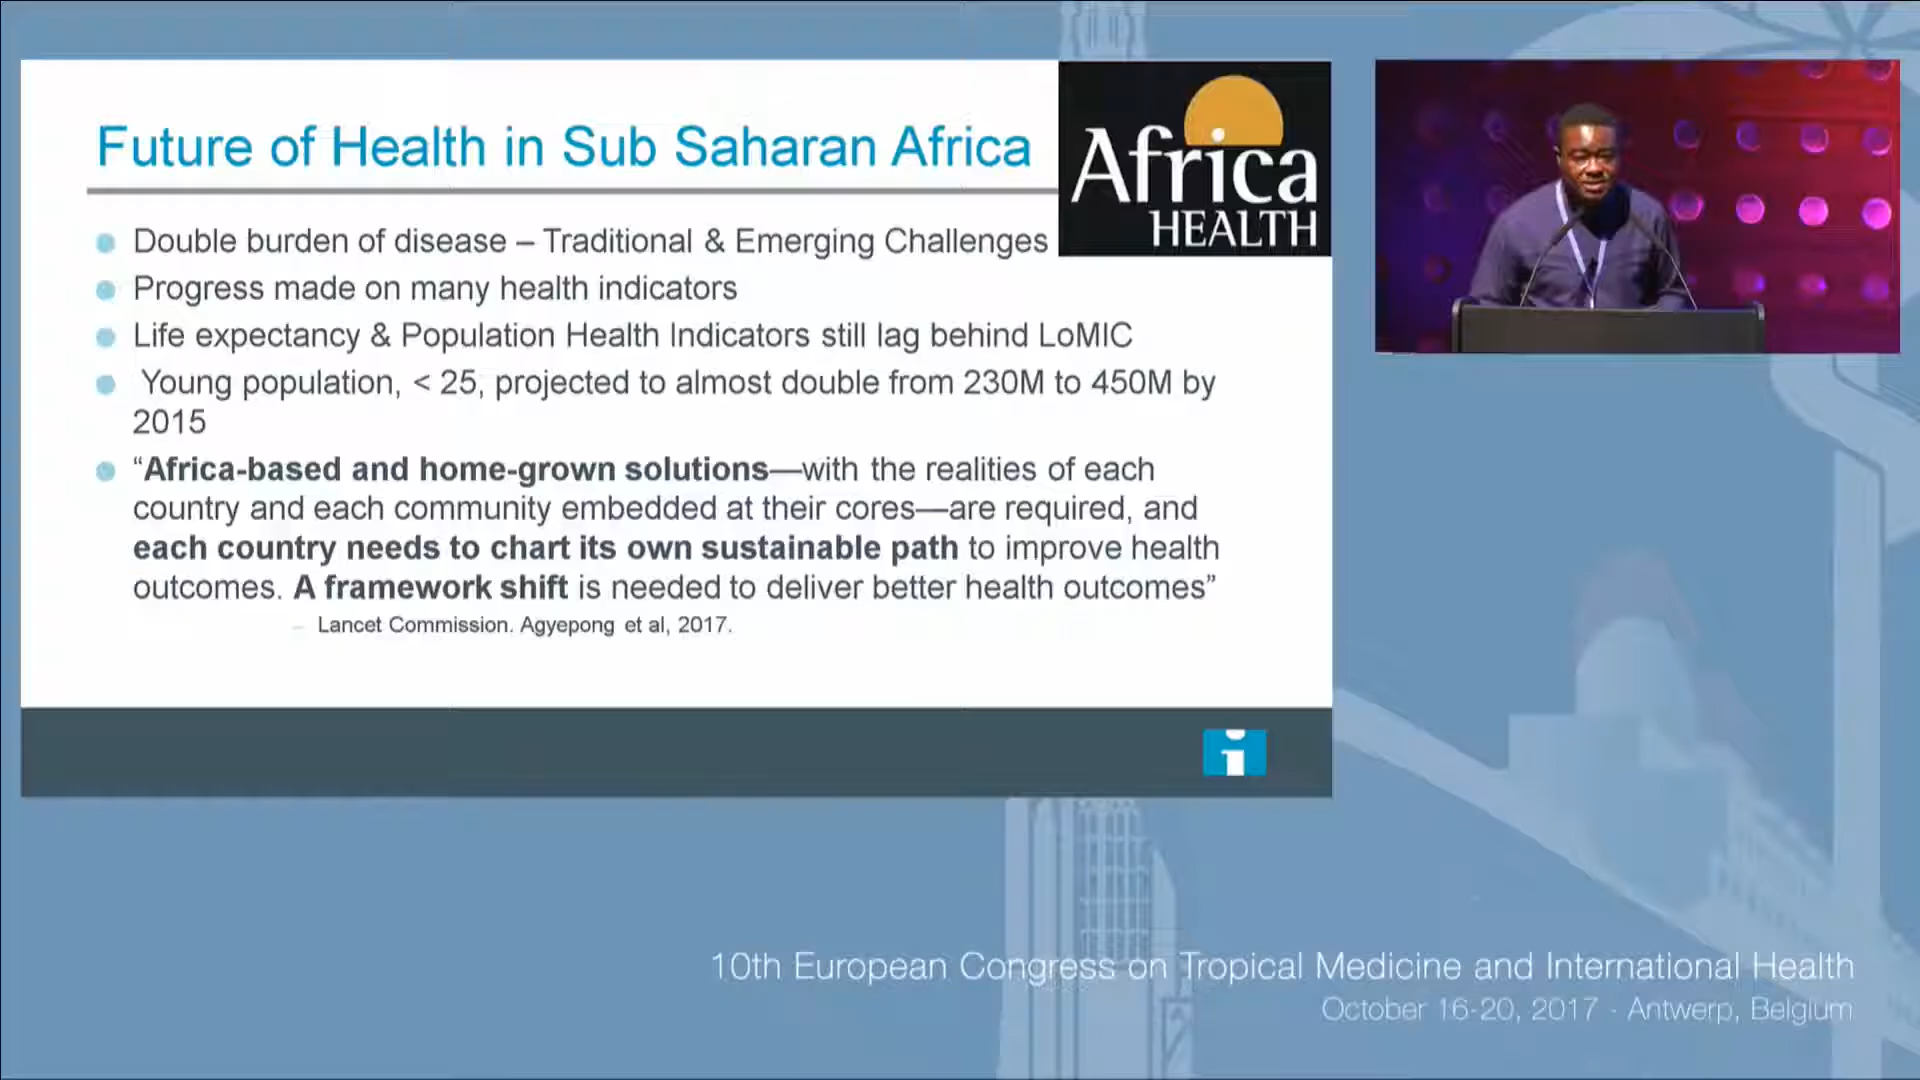 Future of Health in Sub Saharan Africa
Africa
HEALTH
Double burden of disease – Traditional & Emerging Challenges
Progress made on many health indicators
Life expectancy & Population Health Indicators still lag behind LoMIC
Young population, < 25, projected to almost double from 230M to 450M by
2015
“Africa-based and home-grown solutions—with the realities of each
country and each community embedded at their cores—are required, and
each country needs to chart its own sustainable path to improve health
outcomes. A framework shift is needed to deliver better health outcomes”
– Lancet Commission. Agyepong et al, 2017.
i
10th European Congress on Tropical Medicine and International Health
October 16-20, 2017 - Antwerp, Belgium